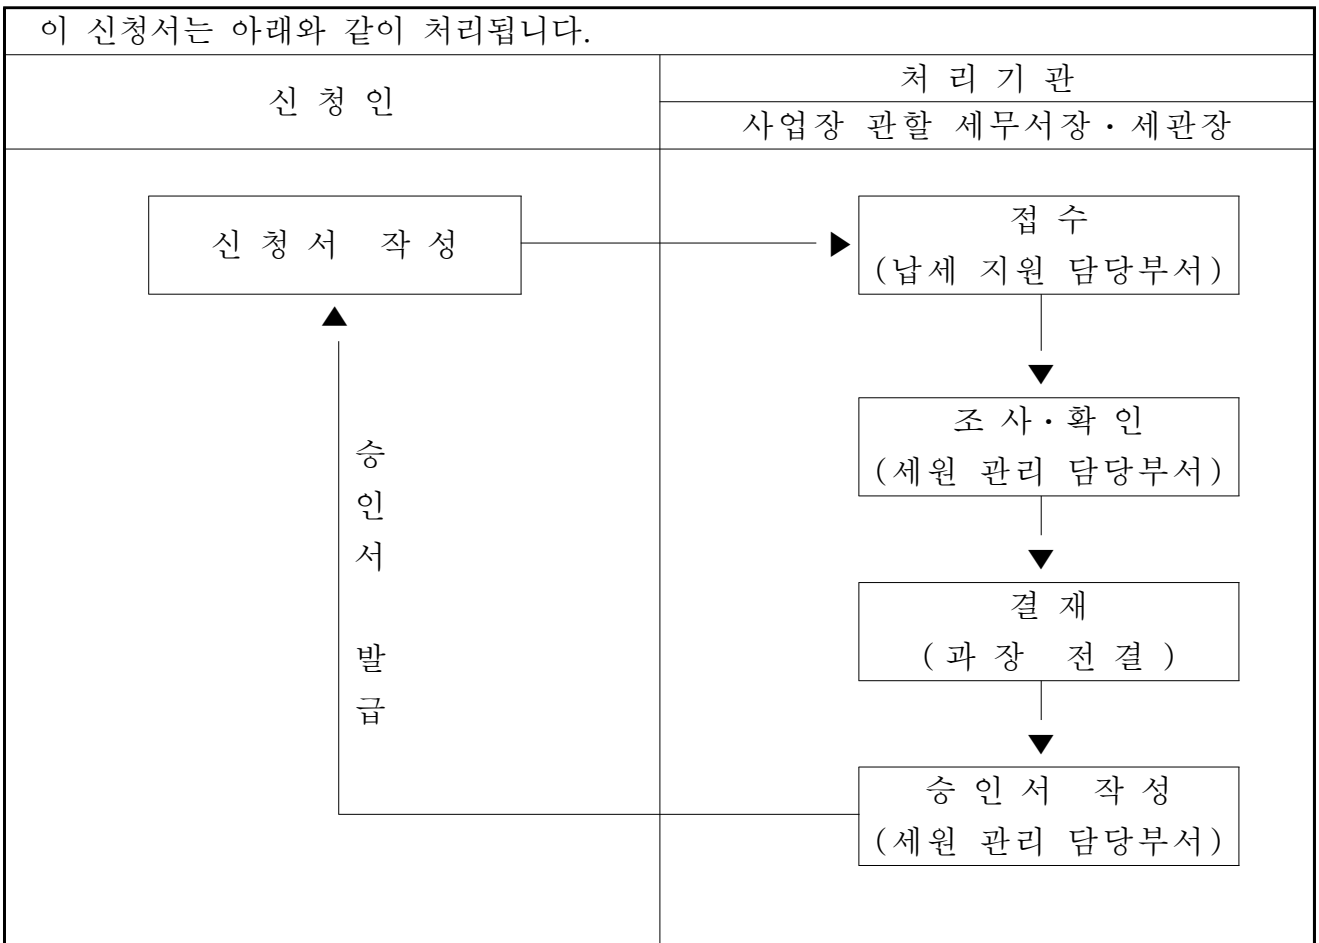 이 신청서는 아래와 같이 처리됩니다.
신 청 인
처 리 기 관
사업장 관할 세무서장·세관장
신 청 서 작 성
접 수
(납세 지원 담당부서)
조 사·확 인
(세원 관리 담당부서)
승
인
서
발
급
결 재
(과 장 전 결)
승 인 서 작 성
(세원 관리 담당부서)